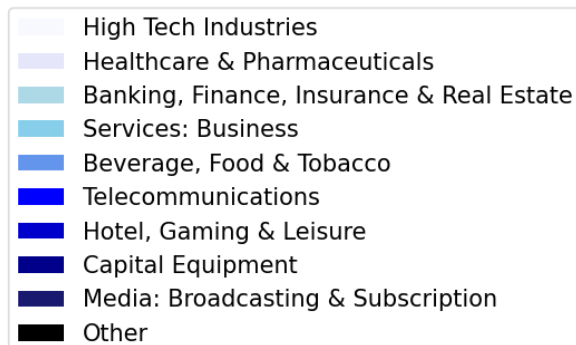 High Tech Industries
Healthcare & Pharmaceuticals
Banking, Finance, Insurance & Real Estate
Services: Business
Beverage, Food & Tobacco
Telecommunications
Hotel, Gaming & Leisure
Capital Equipment
Media: Broadcasting & Subscription
Other